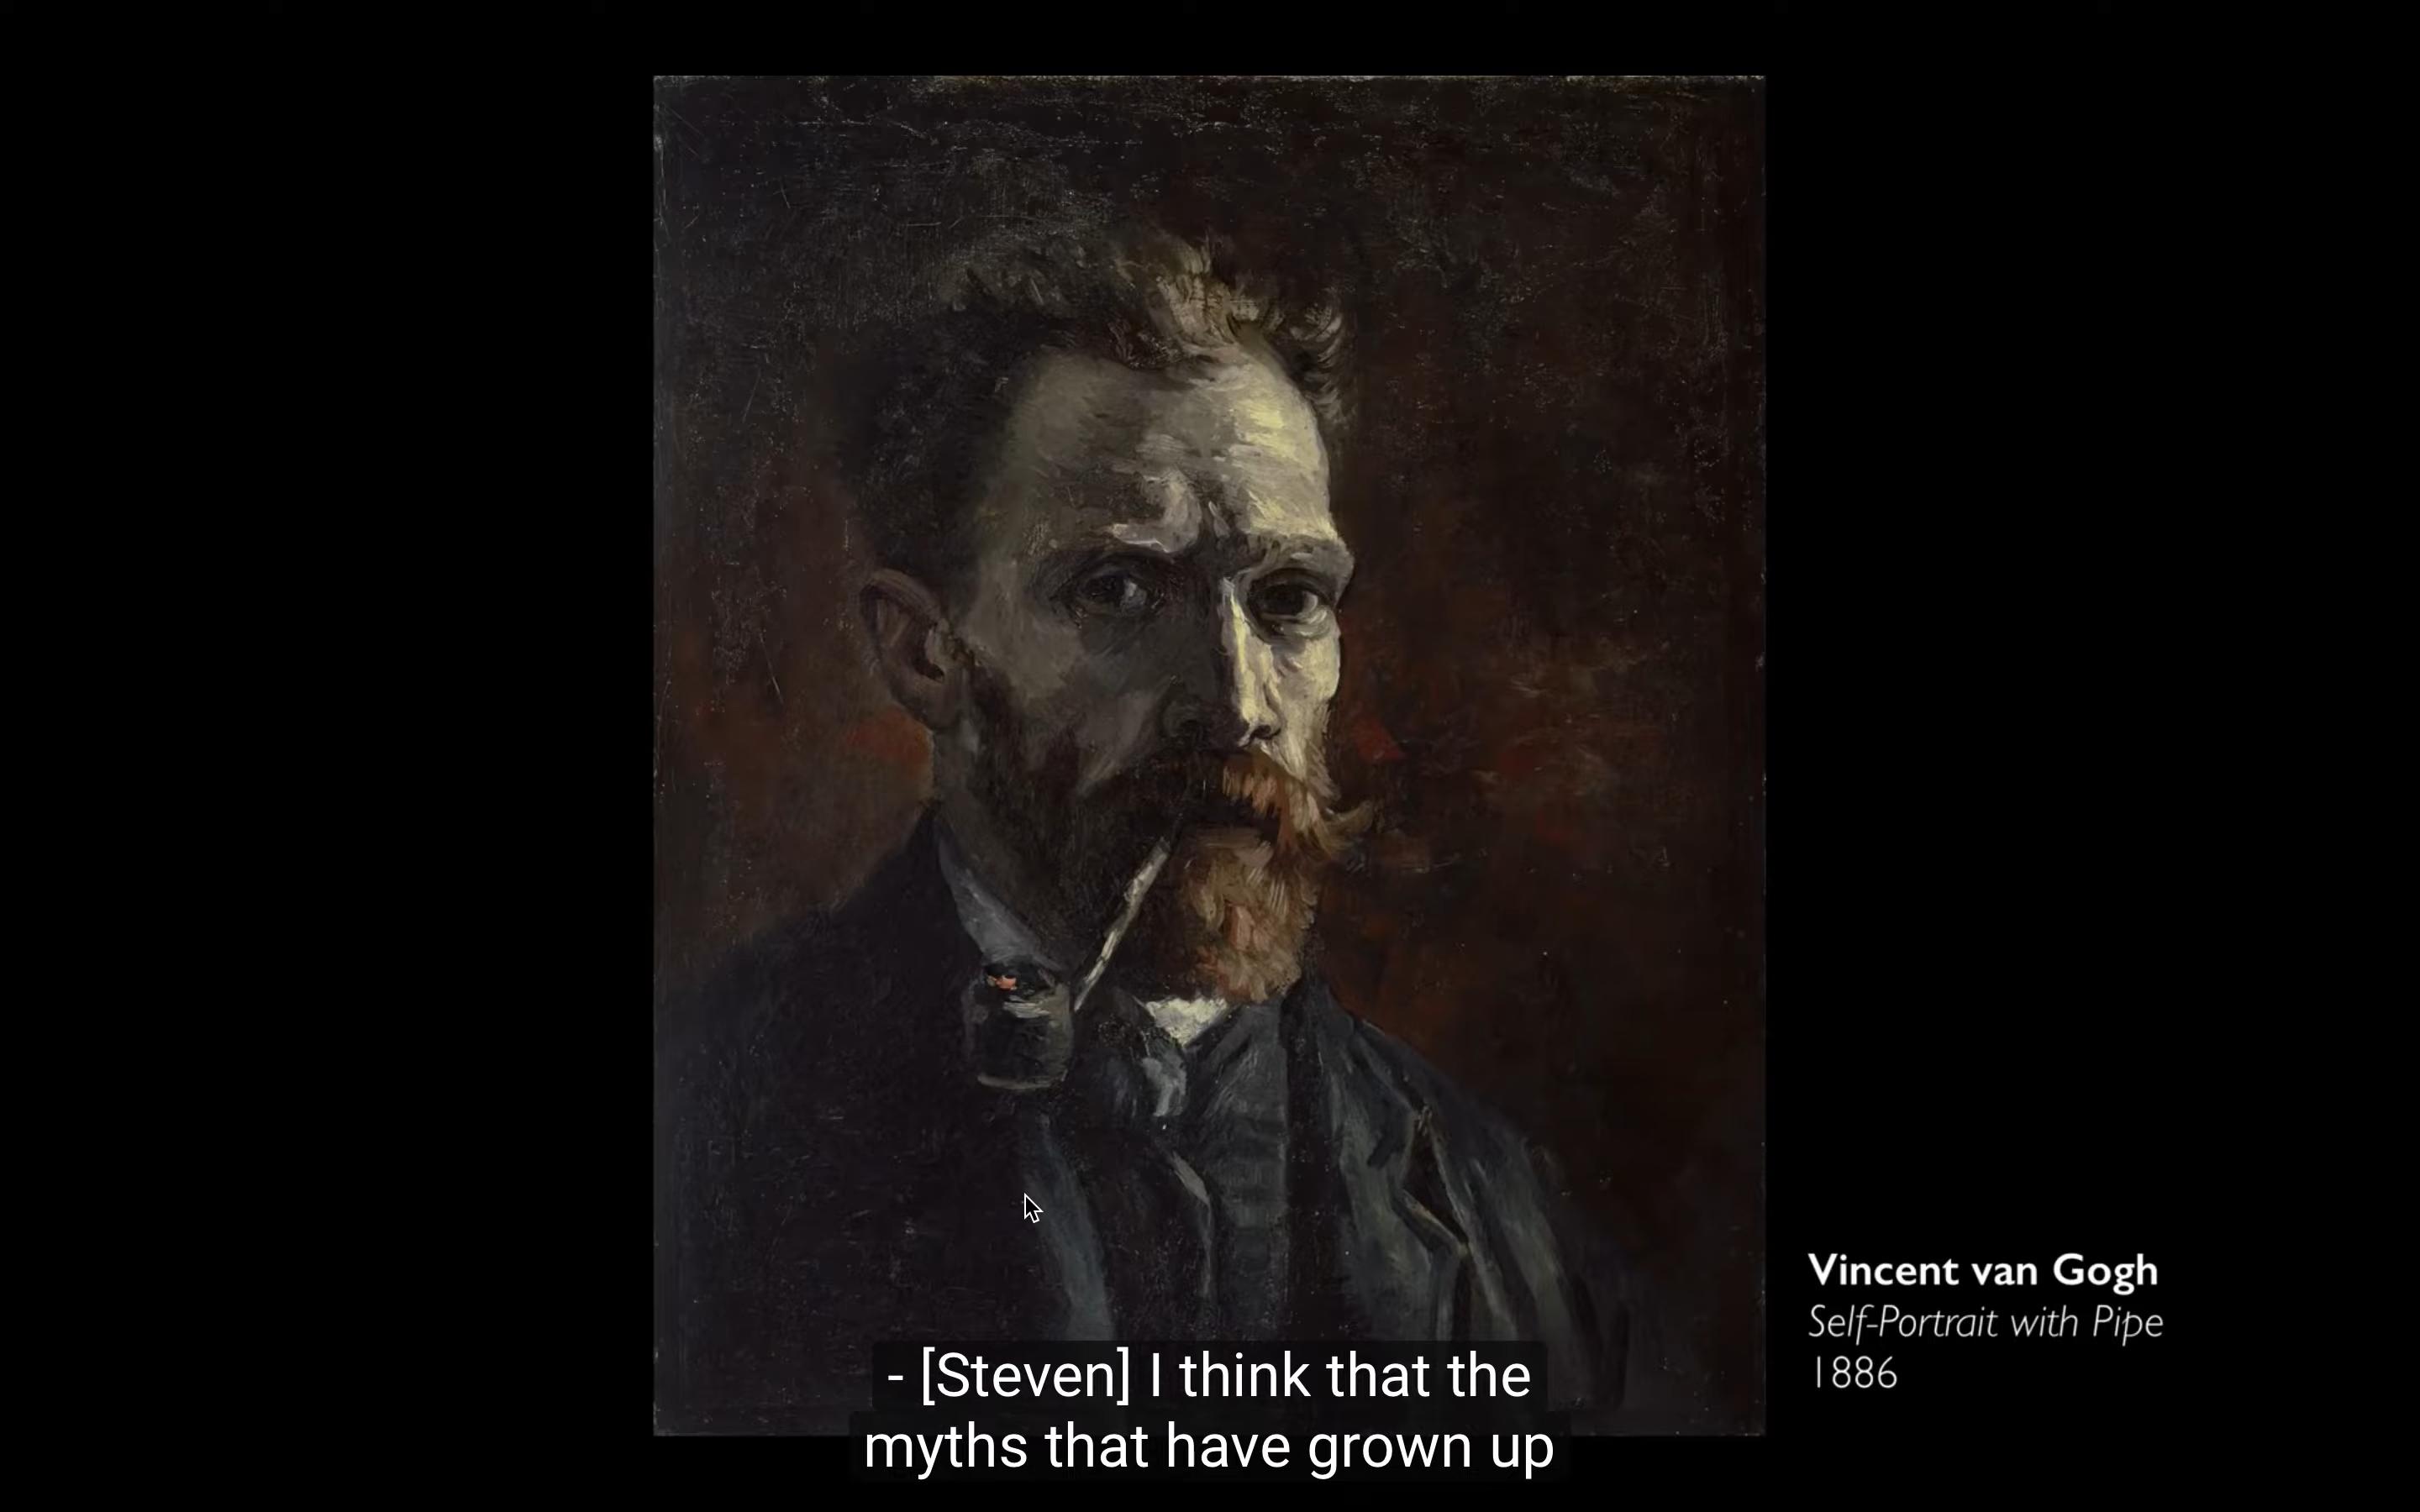 Vincent van Gogh
Self-Portrait with Pipe
1886
- [Steven] I think that the
myths that have grown up